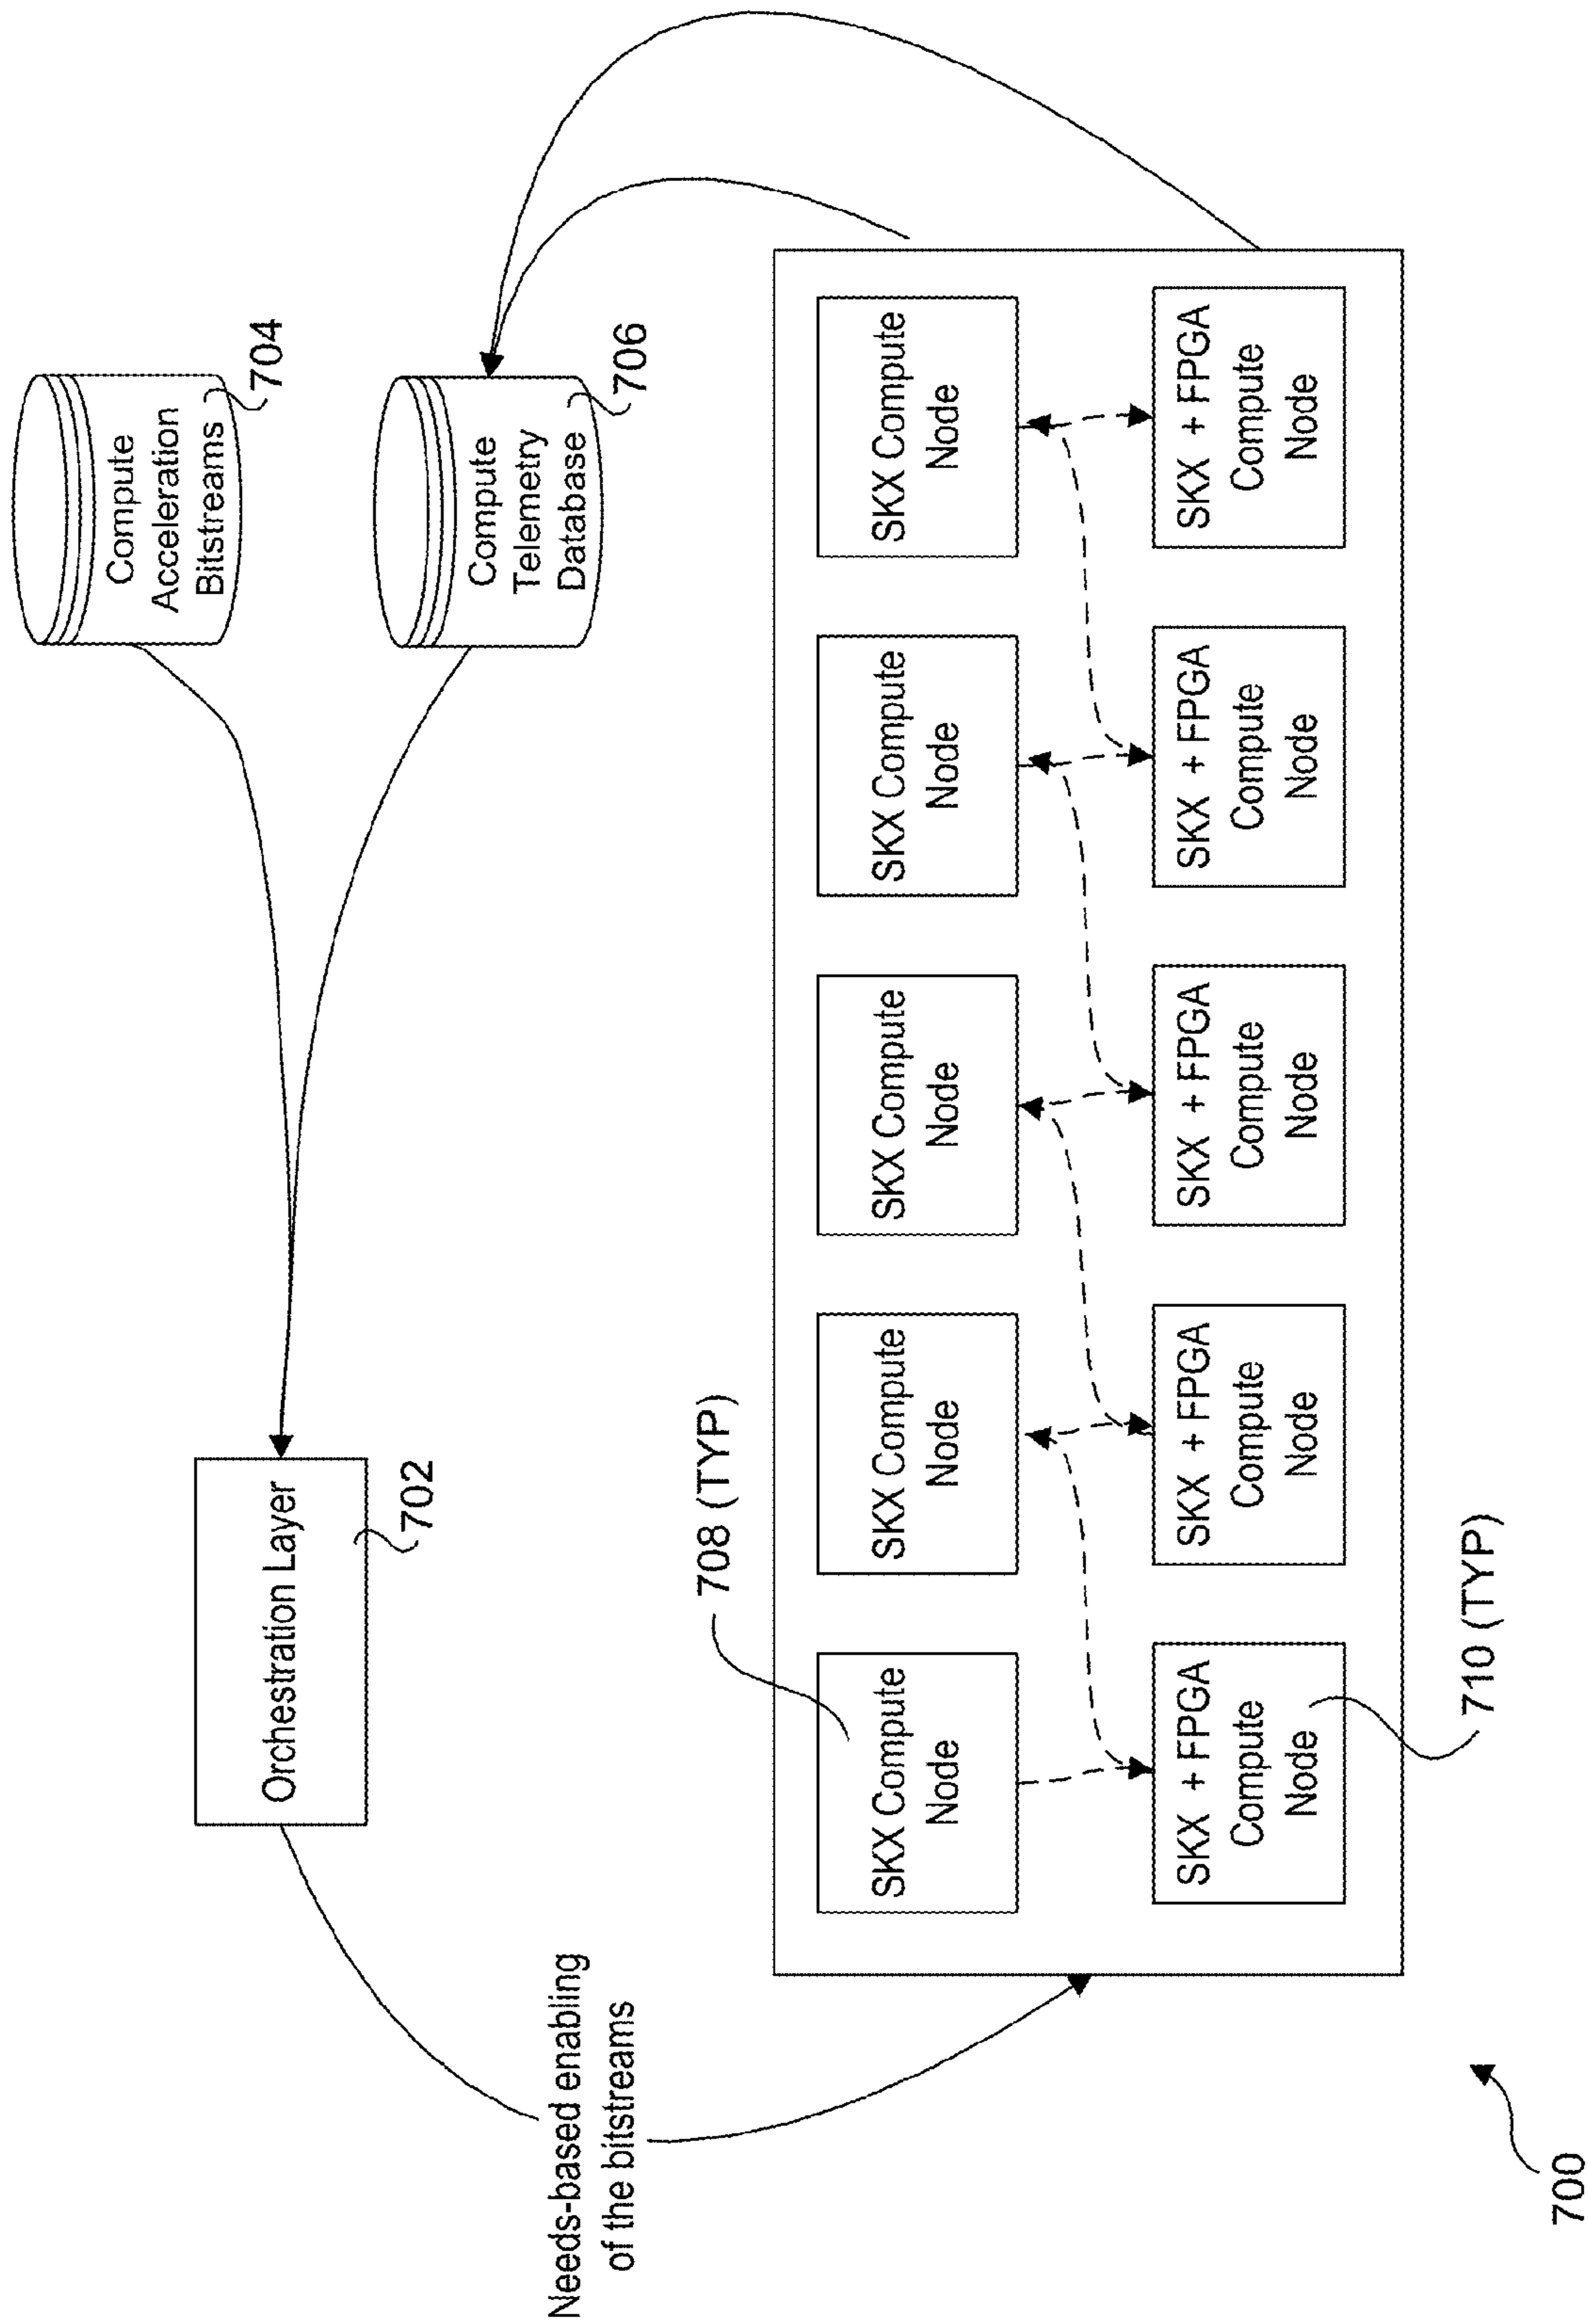 Compute
Acceleration
Bitstreams
704
Orchestration Layer
702
Compute
Telemetry
Database
706
Needs-based enabling
of the bitstreams
708 (TYP)
SKX Compute
Node
SKX Compute
Node
SKX Compute
Node
SKX Compute
Node
SKX Compute
Node
SKX + FPGA
Compute
Node
SKX + FPGA
Compute
Node
SKX + FPGA
Compute
Node
SKX + FPGA
Compute
Node
SKX + FPGA
Compute
Node
710 (TYP)
700